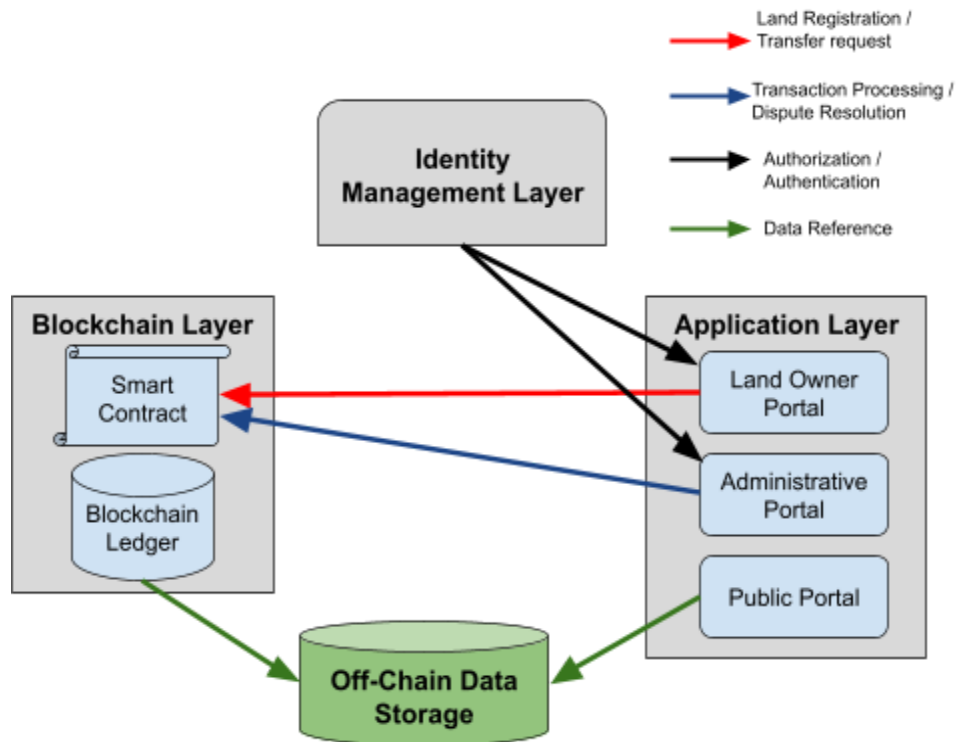 Land Registration /
Transfer request
Transaction Processing /
Dispute Resolution
Authorization /
Authentication
Data Reference
Identity
Management Layer
Blockchain Layer
Smart
Contract
Blockchain
Ledger
Application Layer
Land Owner
Portal
Administrative
Portal
Public Portal
Off-Chain Data
Storage